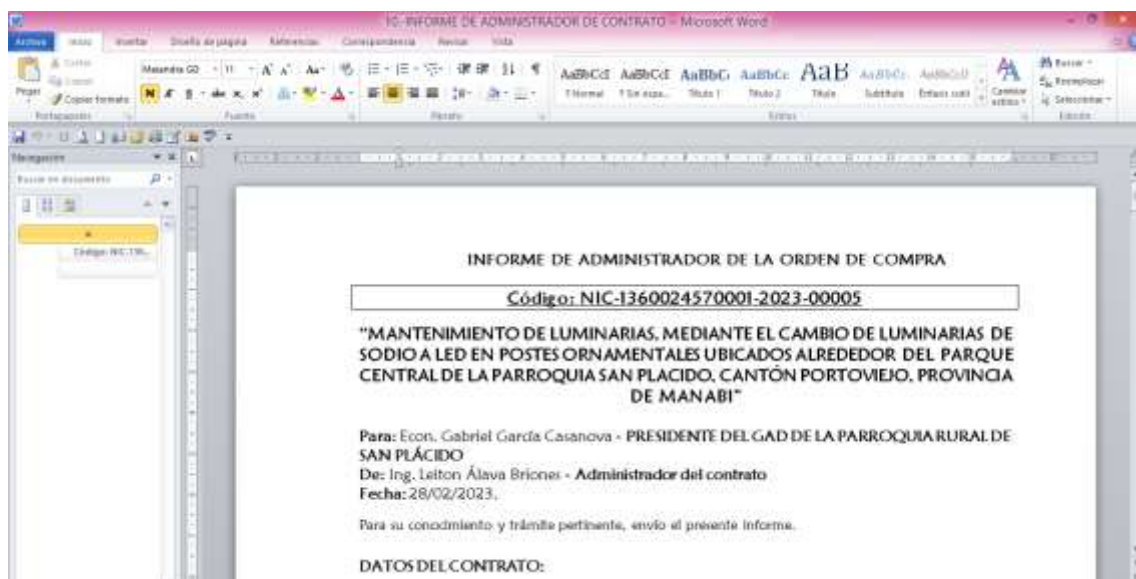 10.-INFORME DE ADMINISTRADOR DE CONTRATO - Microsoft Word
Archivo Inicio Insertar Diseño de página Referencias Correspondencia Revisar Vista
Cortar
Copiar
Pegar Copiar formato
Portapapeles Fuente Párrafo Estilos Edición
Maiandra GD 11
AaBbCcI AaBbCcI AaBbC AaBbCc AaB AaBbCc. AaBbCcD
¶ Normal ¶ Sin espa... Título 1 Título 2 Título Subtítulo Énfasis sutil
Cambiar estilos
Buscar
Reemplazar
Seleccionar
Navegación
Buscar en documento
Código: NIC-136...
INFORME DE ADMINISTRADOR DE LA ORDEN DE COMPRA
Código: NIC-1360024570001-2023-00005
"MANTENIMIENTO DE LUMINARIAS, MEDIANTE EL CAMBIO DE LUMINARIAS DE
SODIO A LED EN POSTES ORNAMENTALES UBICADOS ALREDEDOR DEL PARQUE
CENTRAL DE LA PARROQUIA SAN PLACIDO, CANTÓN PORTOVIEJO, PROVINCIA
DE MANABI"
Para: Econ. Gabriel García Casanova - PRESIDENTE DEL GAD DE LA PARROQUIA RURAL DE
SAN PLÁCIDO
De: Ing. Leiton Álava Briones - Administrador del contrato
Fecha: 28/02/2023.
Para su conocimiento y trámite pertinente, envío el presente informe.
DATOS DEL CONTRATO: